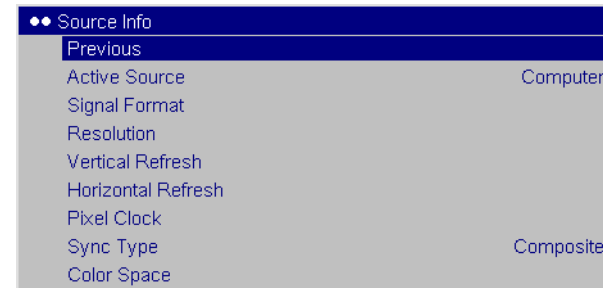 Source Info
Previous
Active Source Computer
Signal Format
Resolution
Vertical Refresh
Horizontal Refresh
Pixel Clock
Sync Type Composite
Color Space